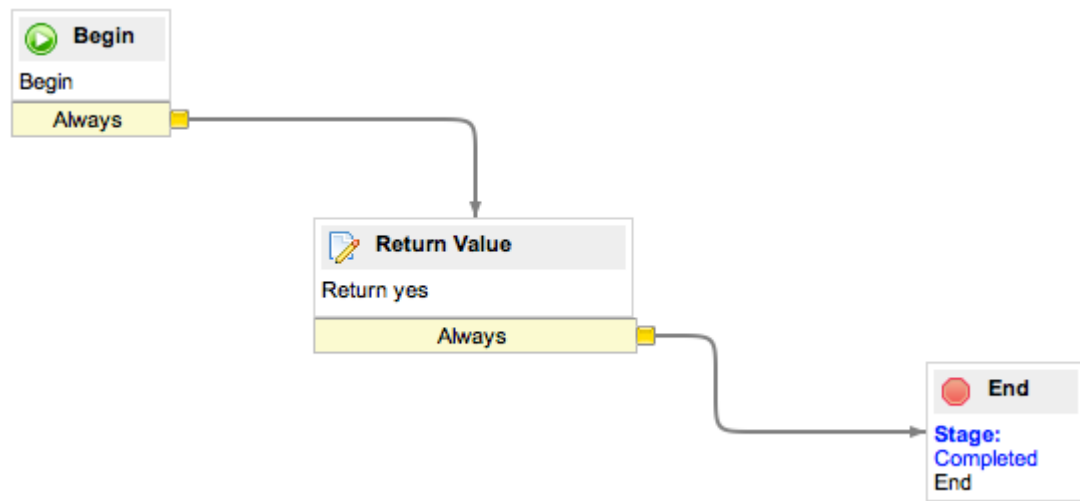 Begin
Begin
Always
Return Value
Return yes
Always
End
Stage:
Completed
End